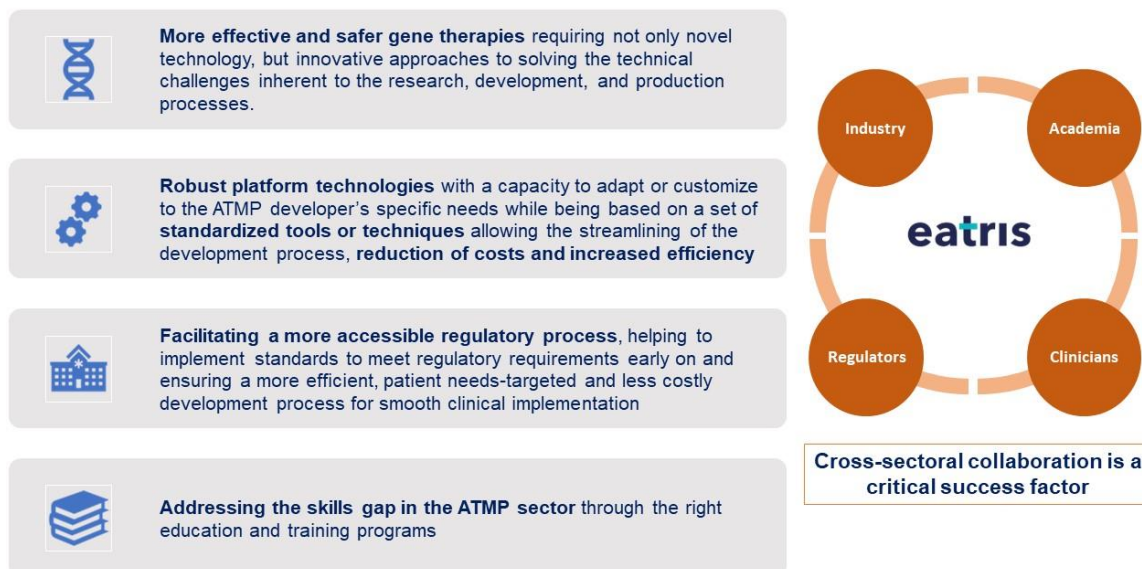 More effective and safer gene therapies requiring not only novel
technology, but innovative approaches to solving the technical
challenges inherent to the research, development, and production
processes.
Robust platform technologies with a capacity to adapt or customize
to the ATMP developer's specific needs while being based on a set of
standardized tools or techniques allowing the streamlining of the
development process, reduction of costs and increased efficiency
Facilitating a more accessible regulatory process, helping to
implement standards to meet regulatory requirements early on and
ensuring a more efficient, patient needs-targeted and less costly
development process for smooth clinical implementation
Addressing the skills gap in the ATMP sector through the right
education and training programs
Industry
Academia
eatris
Regulators
Clinicians
Cross-sectoral collaboration is a
critical success factor